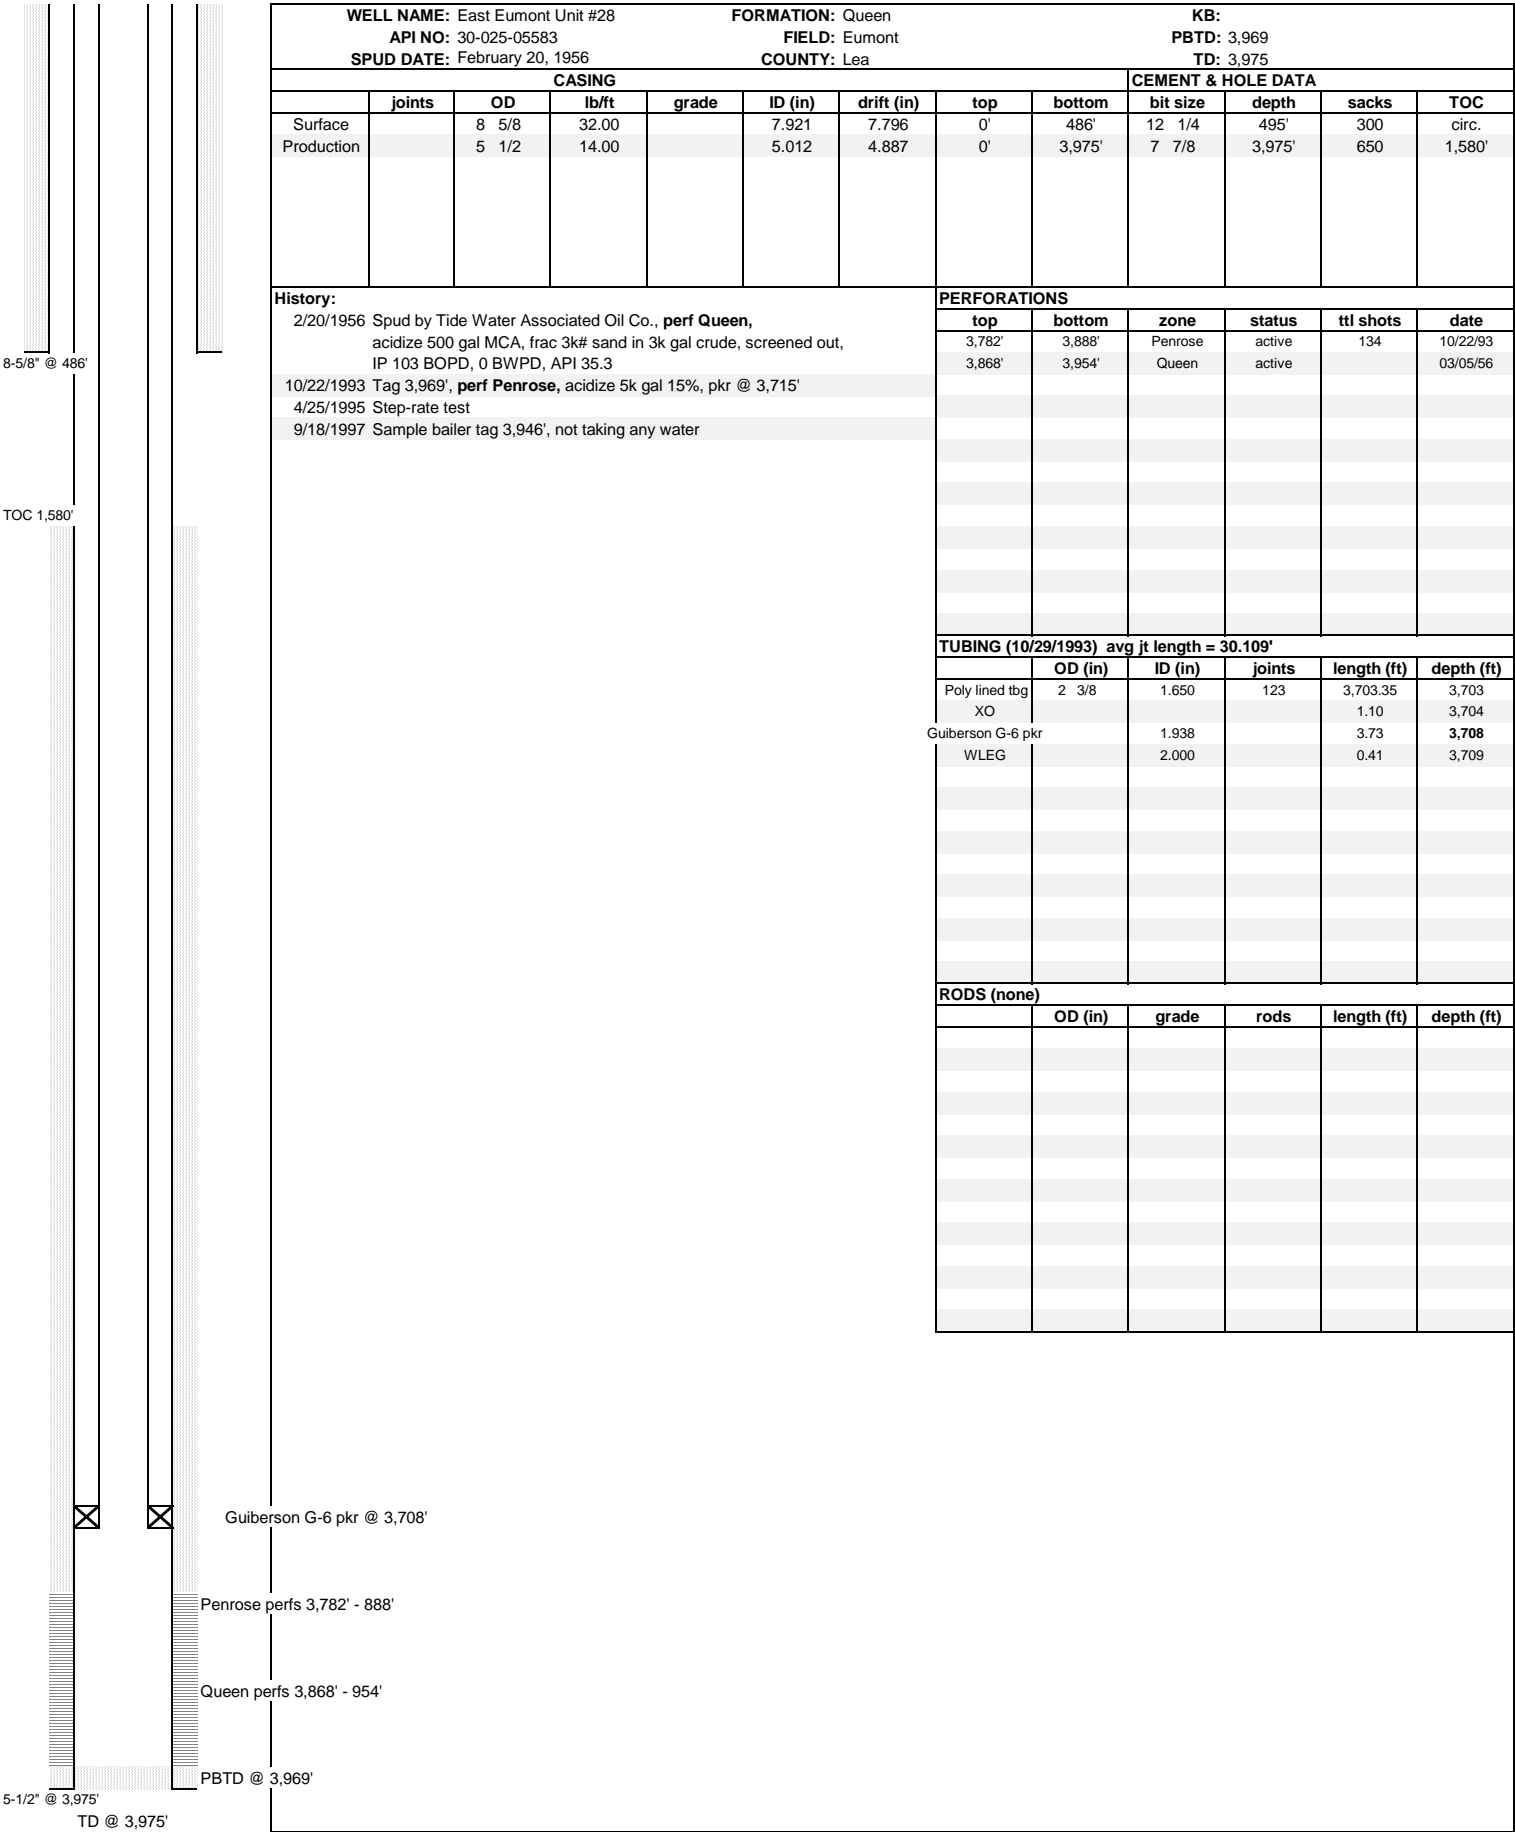 WELL NAME: East Eumont Unit #28 FORMATION: Queen KB:
API NO: 30-025-05583 FIELD: Eumont PBTD: 3,969
SPUD DATE: February 20, 1956 COUNTY: Lea TD: 3,975
CASING CEMENT & HOLE DATA
joints OD lb/ft grade ID (in) drift (in) top bottom bit size depth sacks TOC
Surface 8 5/8 32.00 7.921 7.796 0' 486' 12 1/4 495' 300 circ.
Production 5 1/2 14.00 5.012 4.887 0' 3,975' 7 7/8 3,975' 650 1,580'
History:
2/20/1956 Spud by Tide Water Associated Oil Co., perf Queen,
acidize 500 gal MCA, frac 3k# sand in 3k gal crude, screened out,
IP 103 BOPD, 0 BWPD, API 35.3
10/22/1993 Tag 3,969', perf Penrose, acidize 5k gal 15%, pkr @ 3,715'
4/25/1995 Step-rate test
9/18/1997 Sample bailer tag 3,946', not taking any water
PERFORATIONS
top bottom zone status ttl shots date
3,782' 3,888' Penrose active 134 10/22/93
3,868' 3,954' Queen active 03/05/56
TUBING (10/29/1993) avg jt length = 30.109'
OD (in) ID (in) joints length (ft) depth (ft)
Poly lined tbg 2 3/8 1.650 123 3,703.35 3,703
XO 1.10 3,704
Guiberson G-6 pkr 1.938 3.73 3,708
WLEG 2.000 0.41 3,709
RODS (none)
OD (in) grade rods length (ft) depth (ft)
8-5/8" @ 486'
TOC 1,580'
Guiberson G-6 pkr @ 3,708'
Penrose perfs 3,782' - 888'
Queen perfs 3,868' - 954'
PBTD @ 3,969'
5-1/2" @ 3,975'
TD @ 3,975'